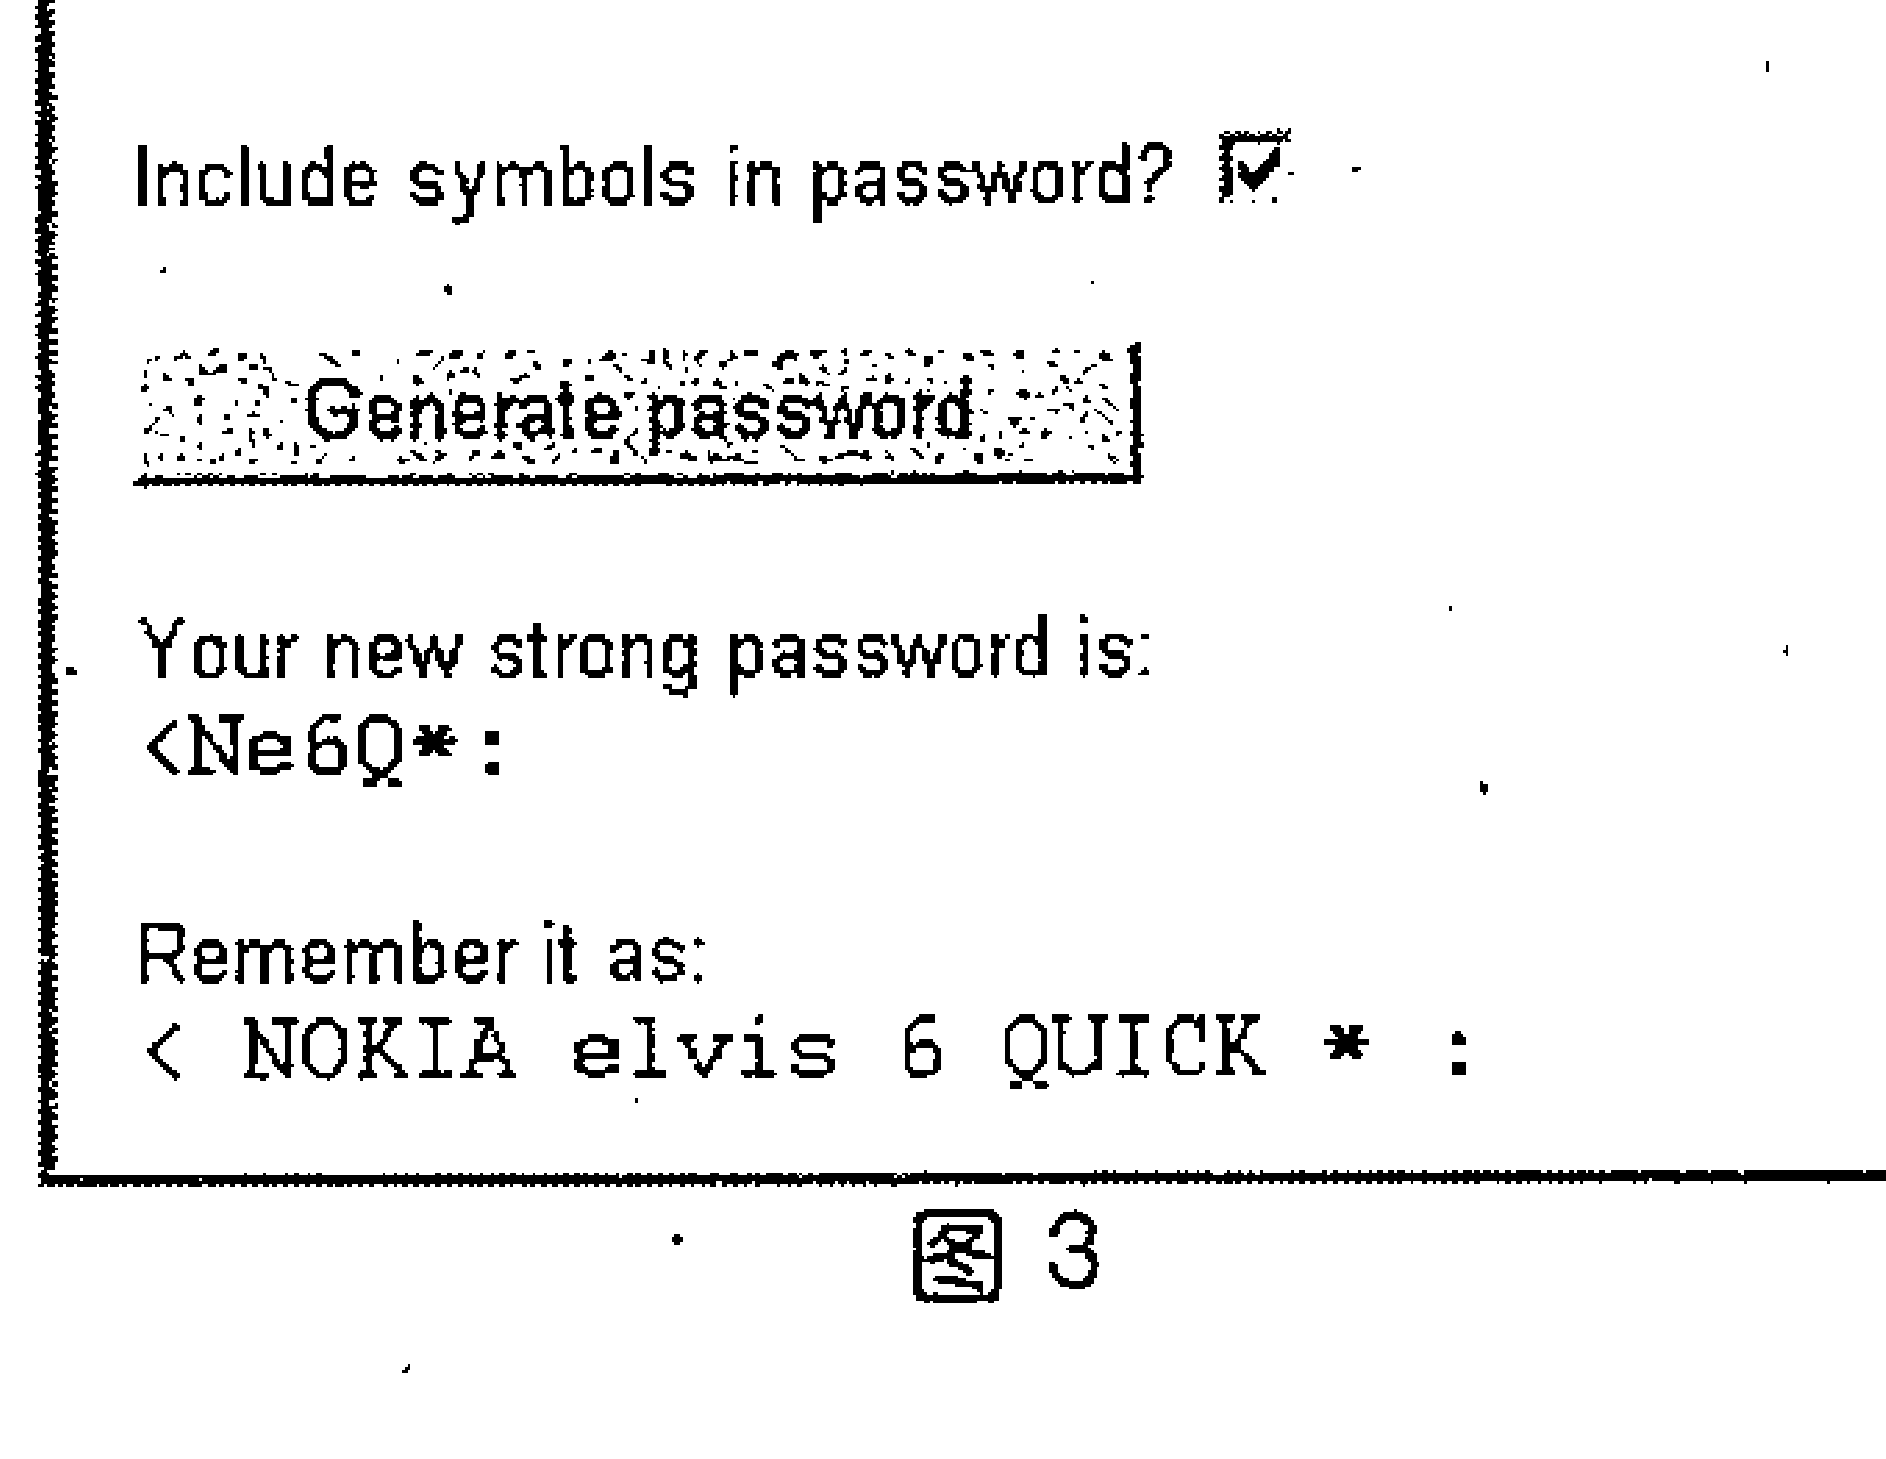 Include symbols in password?
Generate password
Your new strong password is:
<Ne6Q*:
Remember it as:
< NOKIA elvis 6 QUICK * :
图 3